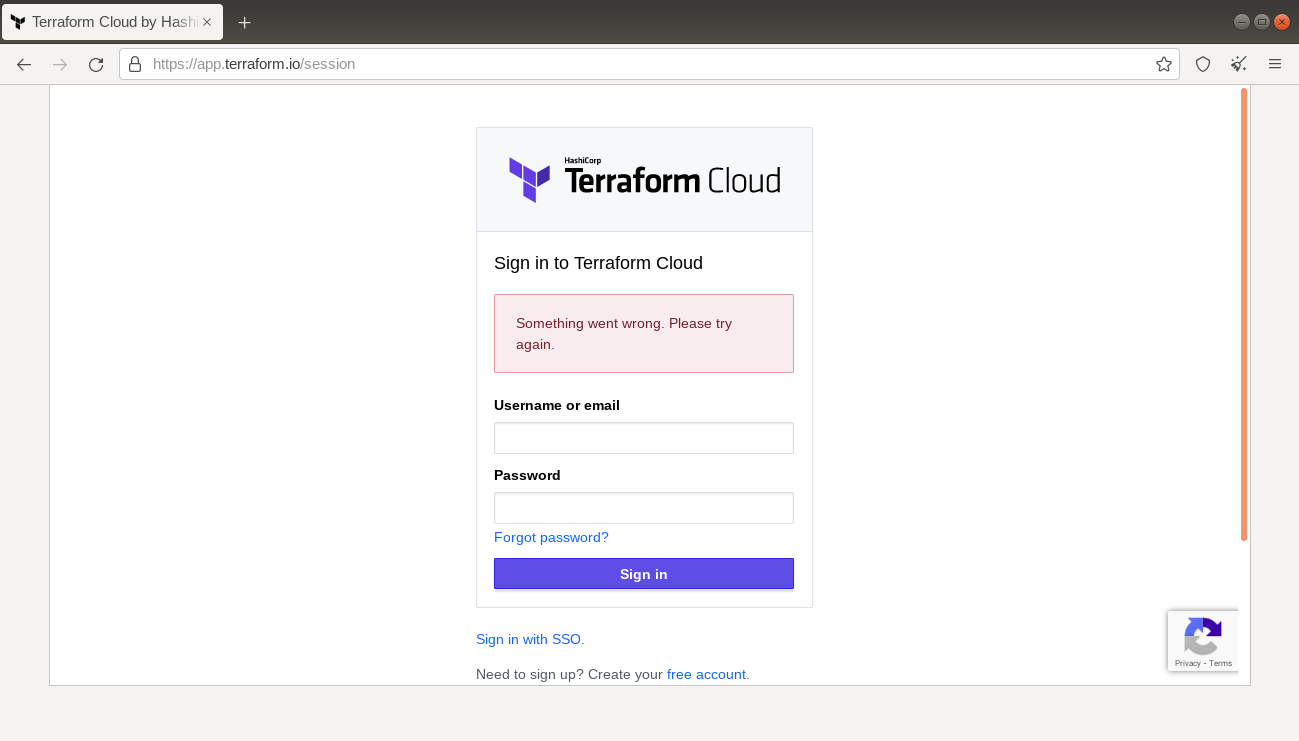 Terraform Cloud by Hashi
https://app.terraform.io/session
HashiCorp
Terraform Cloud
Sign in to Terraform Cloud
Something went wrong. Please try
again.
Username or email
Password
Forgot password?
Sign in
Sign in with SSO.
Need to sign up? Create your free account.
Privacy - Terms